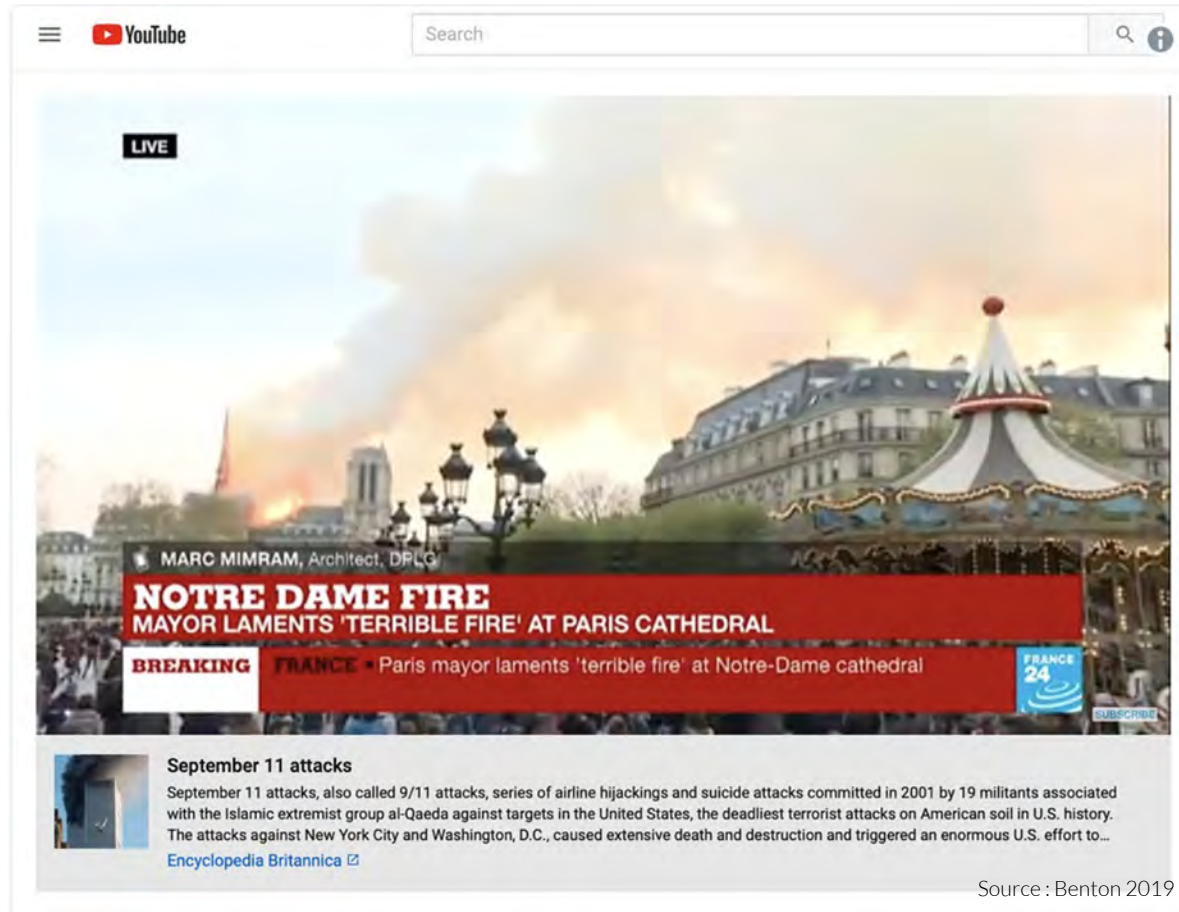 YouTube
Search
LIVE
MARC MIMRAM, Architect, DPLG
NOTRE DAME FIRE
MAYOR LAMENTS 'TERRIBLE FIRE' AT PARIS CATHEDRAL
BREAKING FRANCE ▪ Paris mayor laments 'terrible fire' at Notre-Dame cathedral
FRANCE
24
SUBSCRIBE
September 11 attacks
September 11 attacks, also called 9/11 attacks, series of airline hijackings and suicide attacks committed in 2001 by 19 militants associated
with the Islamic extremist group al-Qaeda against targets in the United States, the deadliest terrorist attacks on American soil in U.S. history.
The attacks against New York City and Washington, D.C., caused extensive death and destruction and triggered an enormous U.S. effort to...
Encyclopedia Britannica
Source : Benton 2019